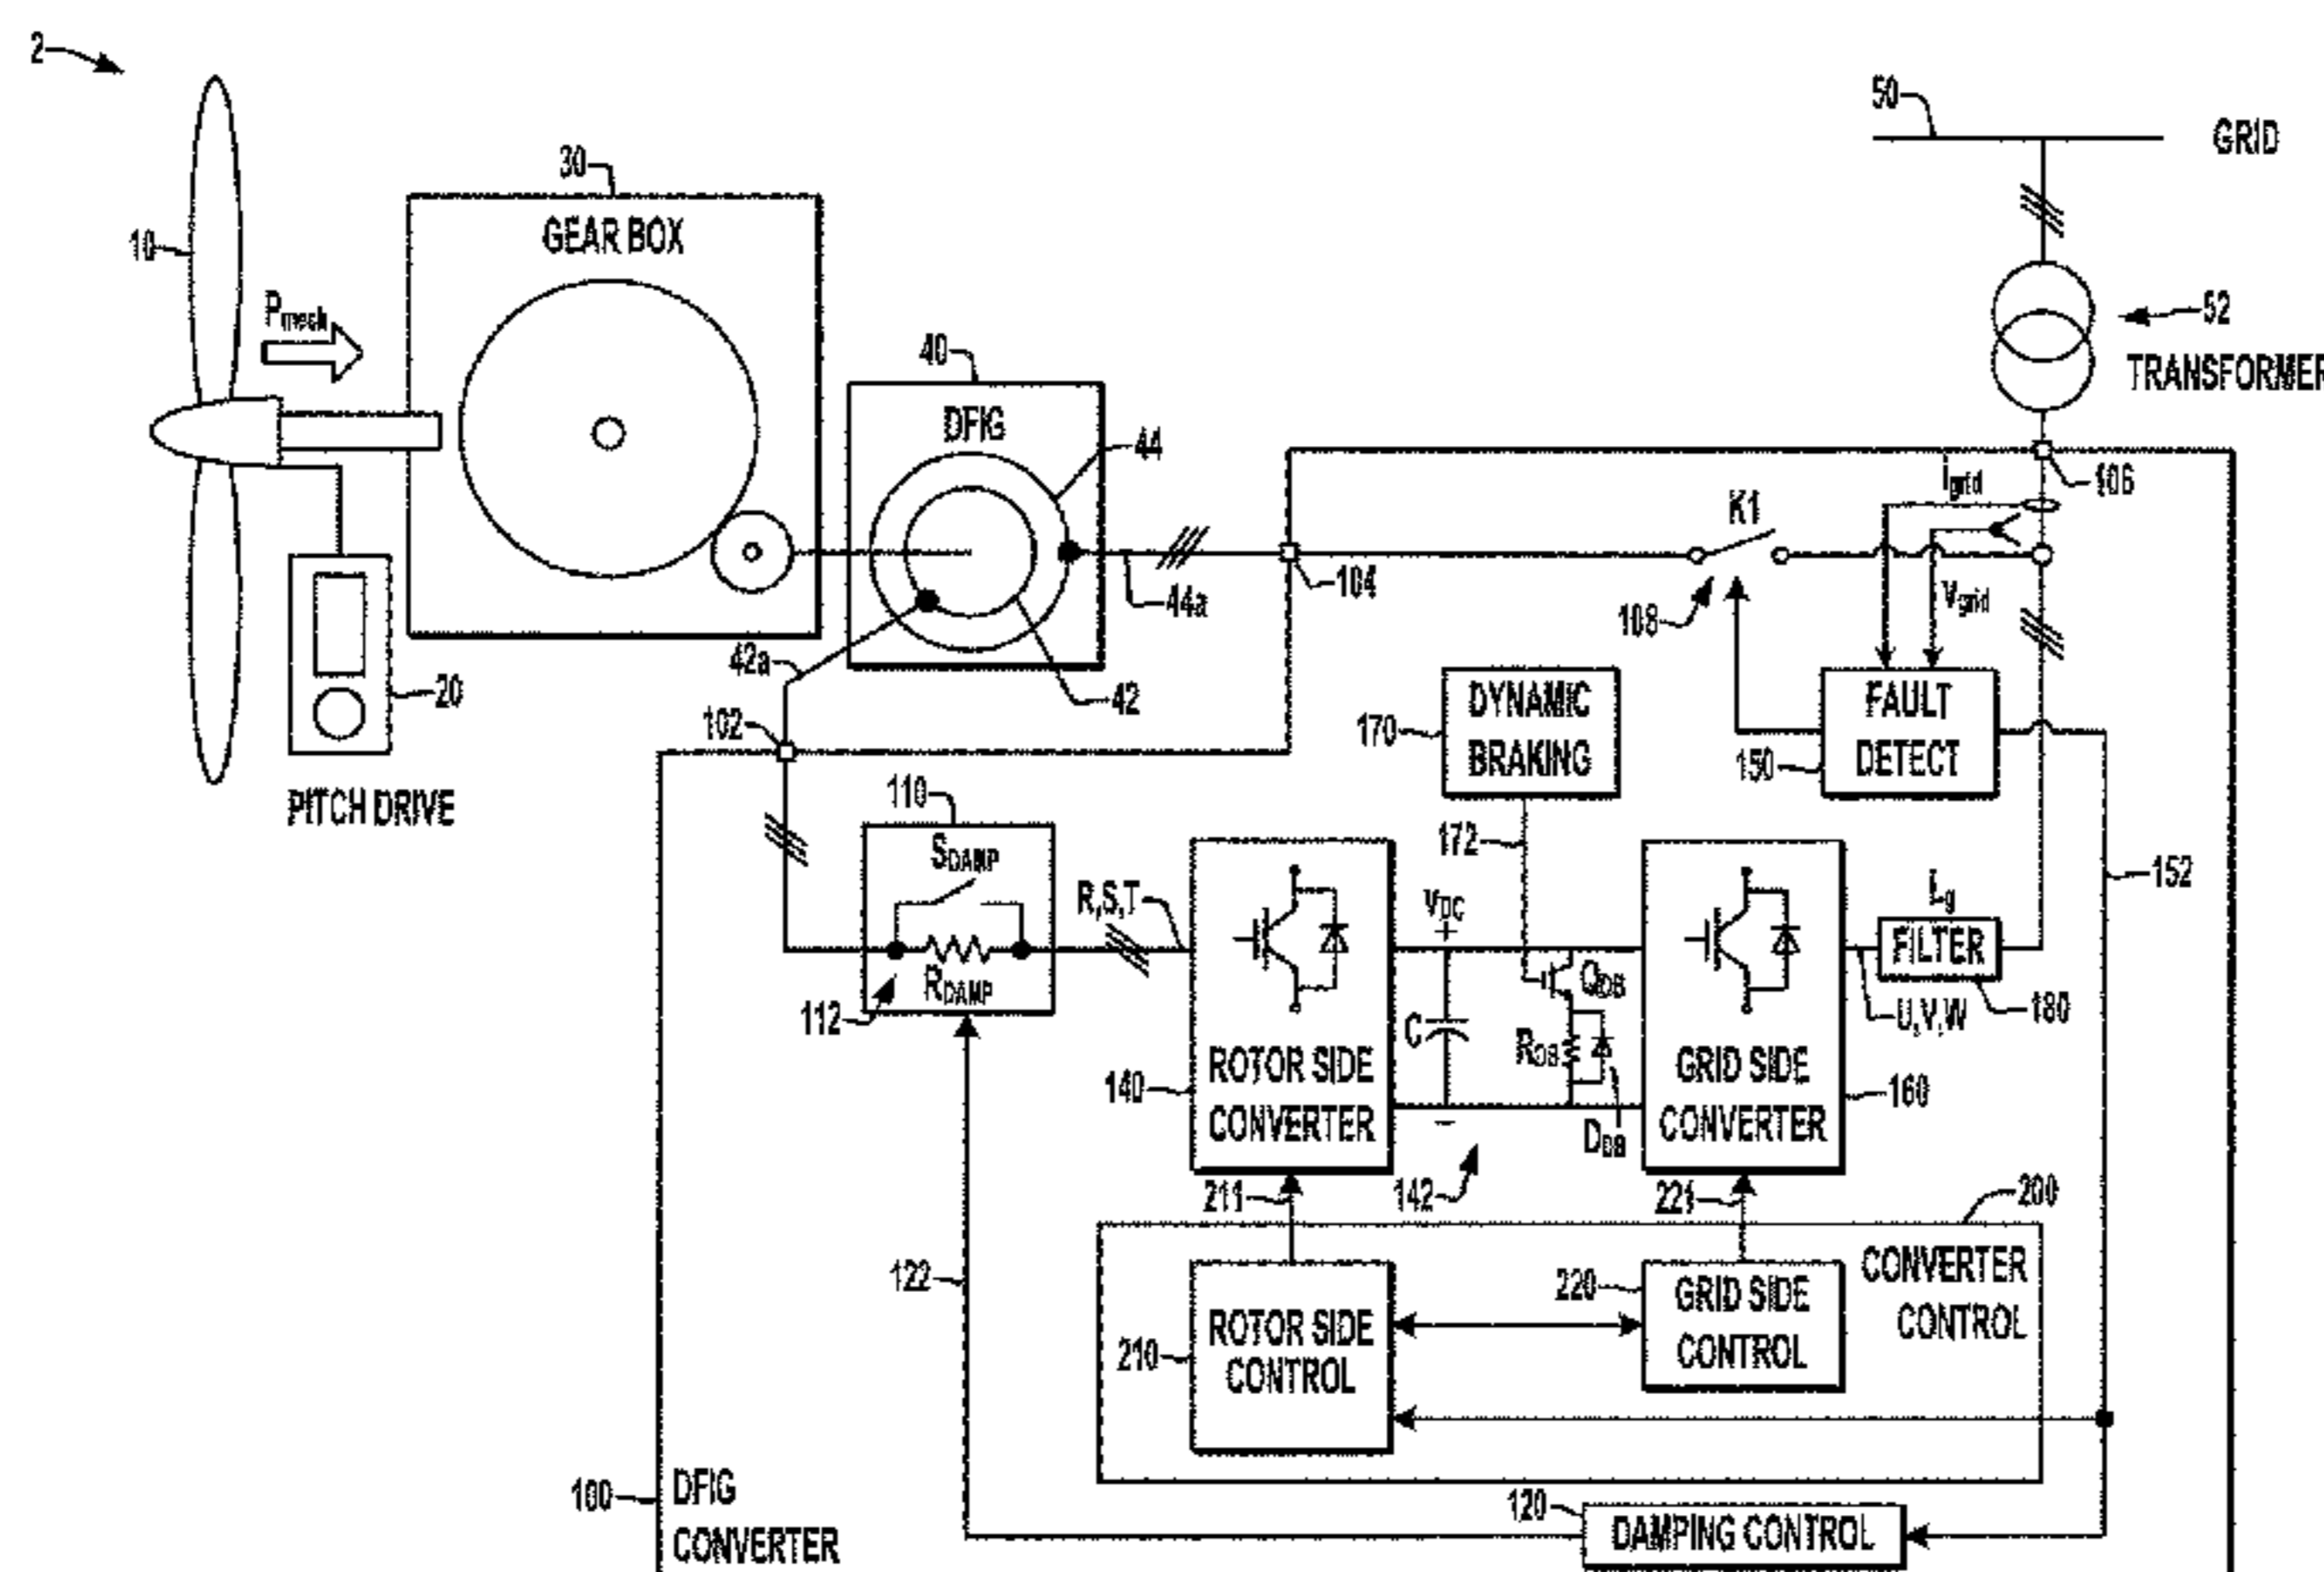 2
50
GRID
30
GEAR BOX
10
Pmech
52
TRANSFORMER
40
DFIG
44
Igrid
106
K1
104
44a
108
Vgrid
42a
42
20
102
PITCH DRIVE
170
DYNAMIC
BRAKING
FAULT
DETECT
150
110
SDAMP
RDAMP
112
R,S,T
172
VDC
+
152
Lg
FILTER
QDB
180
U,V,W
C
RDB
ROTOR SIDE
CONVERTER
140
GRID SIDE
CONVERTER
160
DDB
−
142
211
221
200
122
CONVERTER
CONTROL
220
GRID SIDE
CONTROL
ROTOR SIDE
CONTROL
210
100
DFIG
CONVERTER
120
DAMPING CONTROL